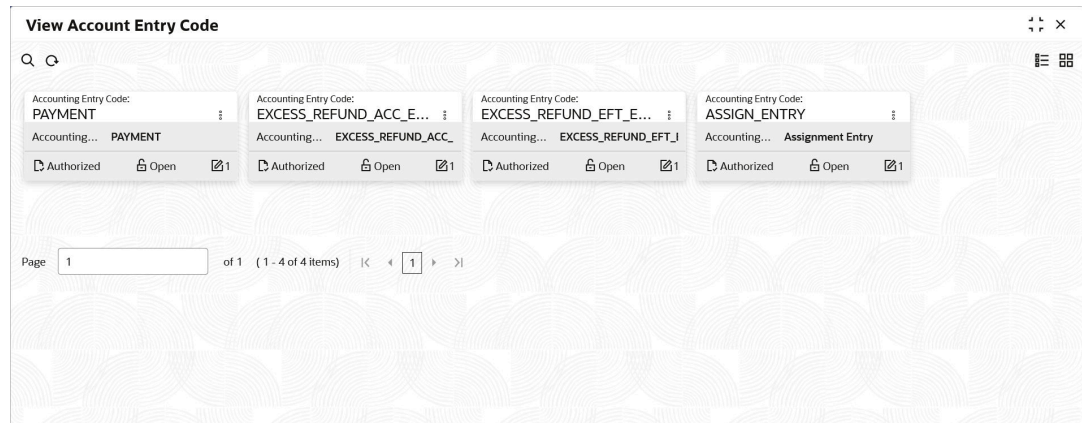 View Account Entry Code
Accounting Entry Code: Accounting Entry Code: Accounting Entry Code: Accounting Entry Code:
PAYMENT EXCESS_REFUND_ACC_E... EXCESS_REFUND_EFT_E... ASSIGN_ENTRY
Accounting... PAYMENT Accounting... EXCESS_REFUND_ACC_ Accounting... EXCESS_REFUND_EFT_ Accounting... Assignment Entry
Authorized Open 1 Authorized Open 1 Authorized Open 1 Authorized Open 1
Page 1 of 1 ( 1 - 4 of 4 items) 1